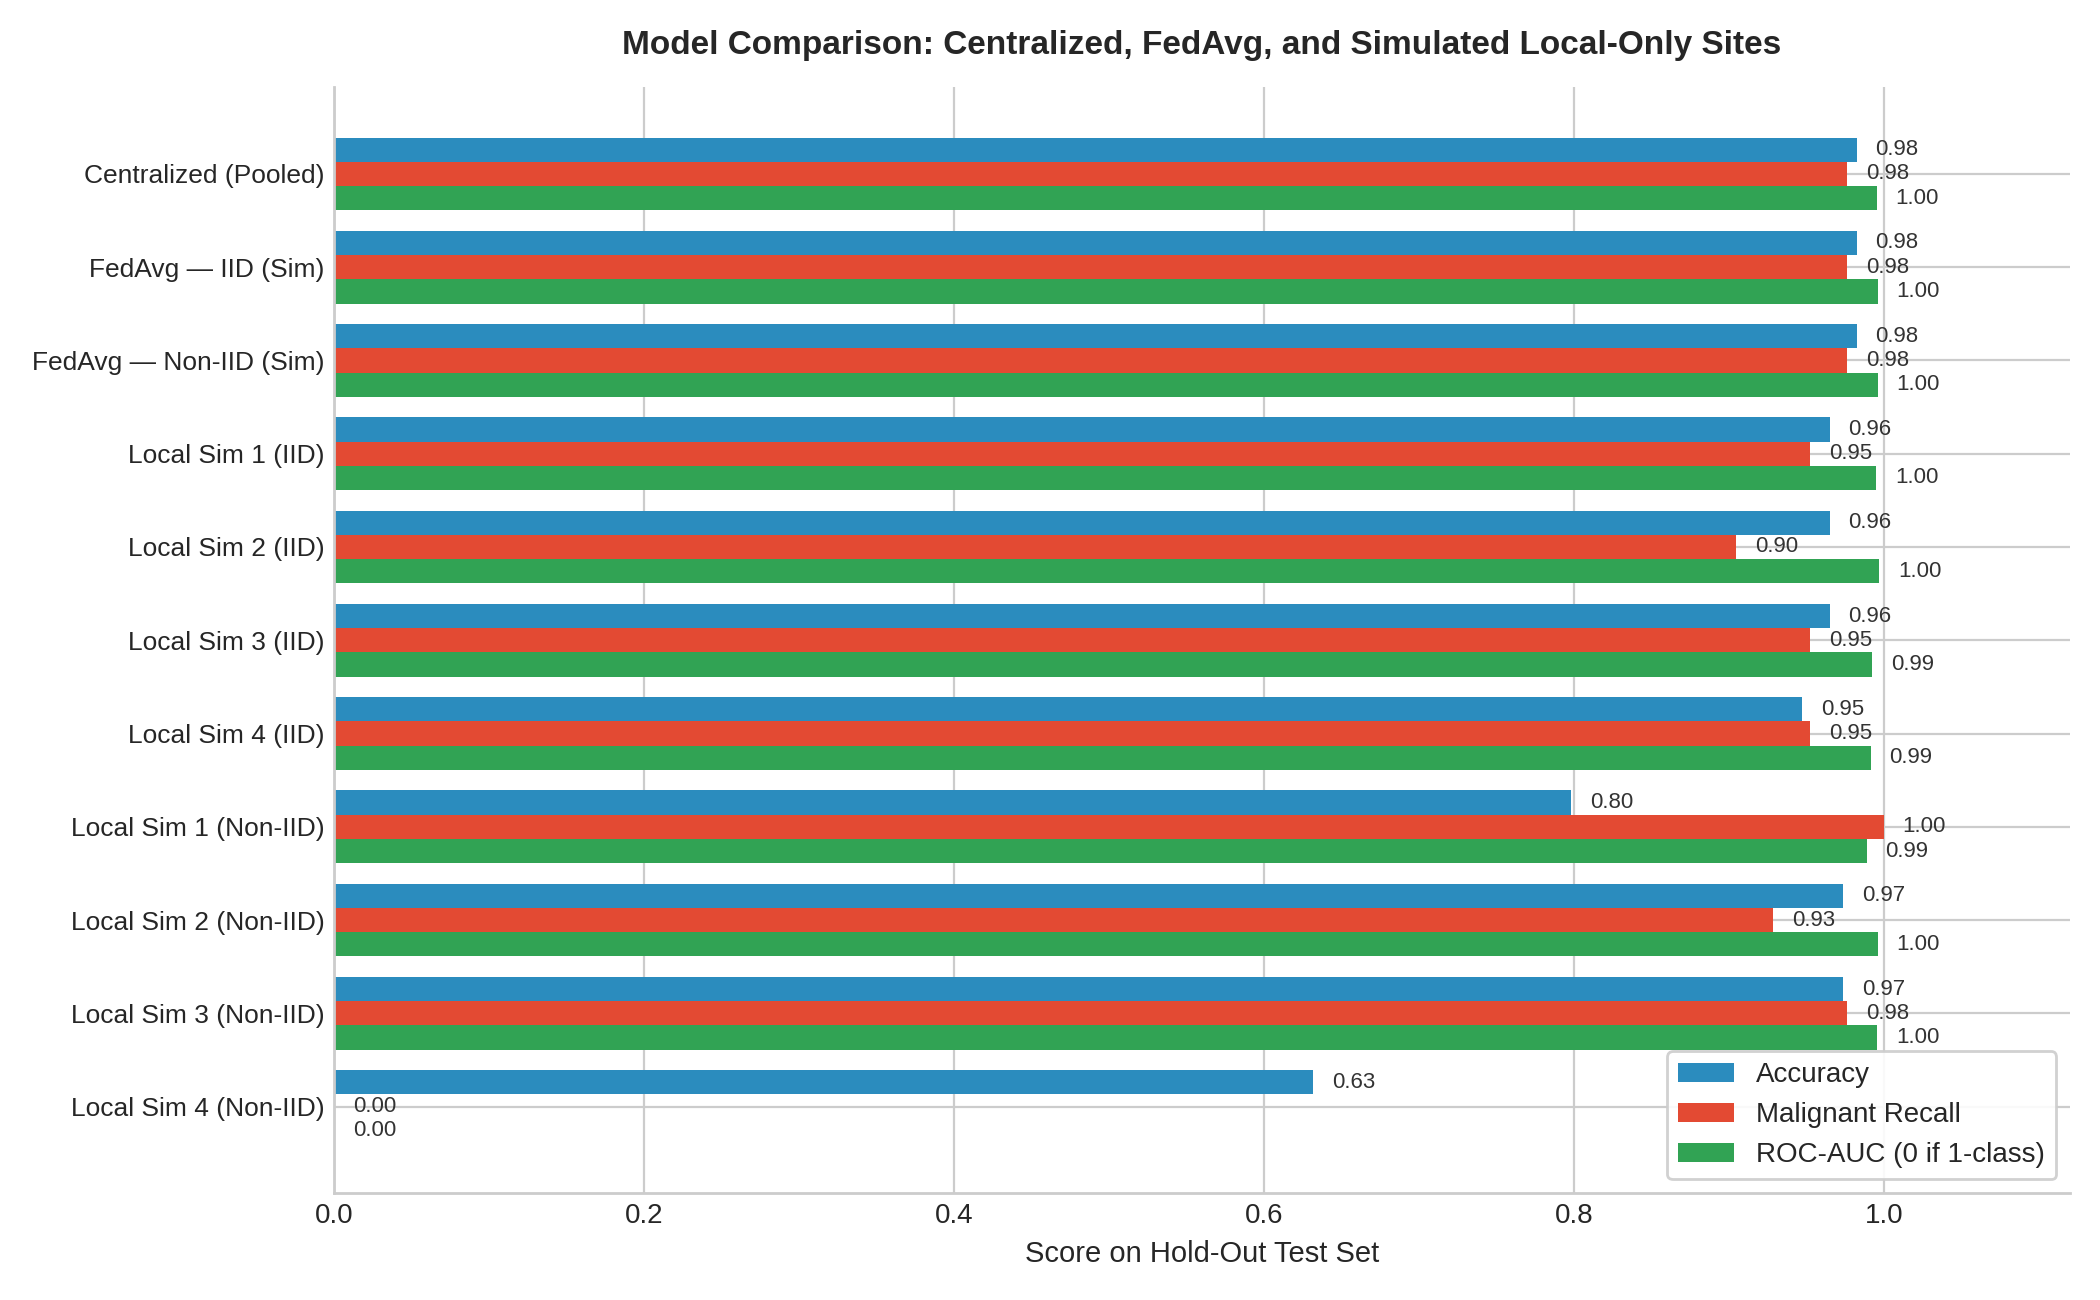 Model Comparison: Centralized, FedAvg, and Simulated Local-Only Sites
Centralized (Pooled)
0.98
0.98
1.00
FedAvg — IID (Sim)
0.98
0.98
1.00
FedAvg — Non-IID (Sim)
0.98
0.98
1.00
Local Sim 1 (IID)
0.96
0.95
1.00
Local Sim 2 (IID)
0.96
0.90
1.00
Local Sim 3 (IID)
0.96
0.95
0.99
Local Sim 4 (IID)
0.95
0.95
0.99
Local Sim 1 (Non-IID)
0.80
1.00
0.99
Local Sim 2 (Non-IID)
0.97
0.93
1.00
Local Sim 3 (Non-IID)
0.97
0.98
1.00
Local Sim 4 (Non-IID)
0.63
0.00
0.00
Accuracy
Malignant Recall
ROC-AUC (0 if 1-class)
0.0 0.2 0.4 0.6 0.8 1.0
Score on Hold-Out Test Set